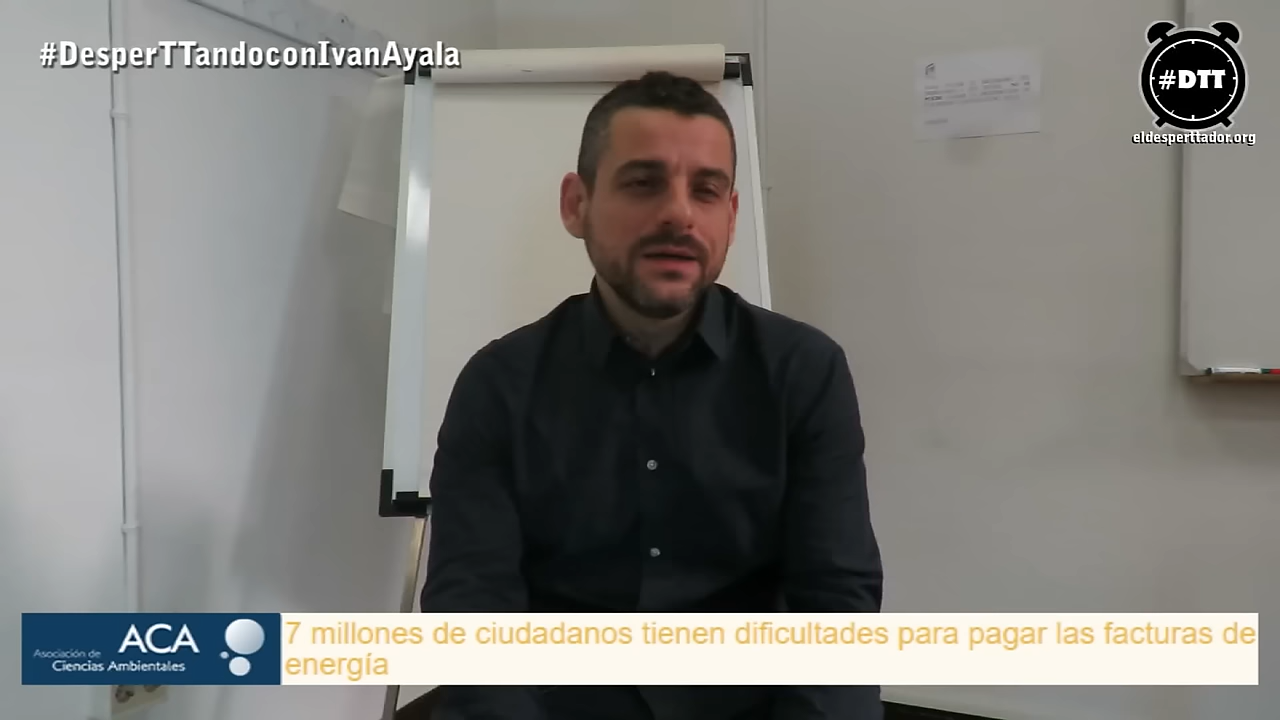 #DesperTTandoconIvanAyala
#DTT
eldesperttador.org
ACA
Asociación de
Ciencias Ambientales
7 millones de ciudadanos tienen dificultades para pagar las facturas de
energía